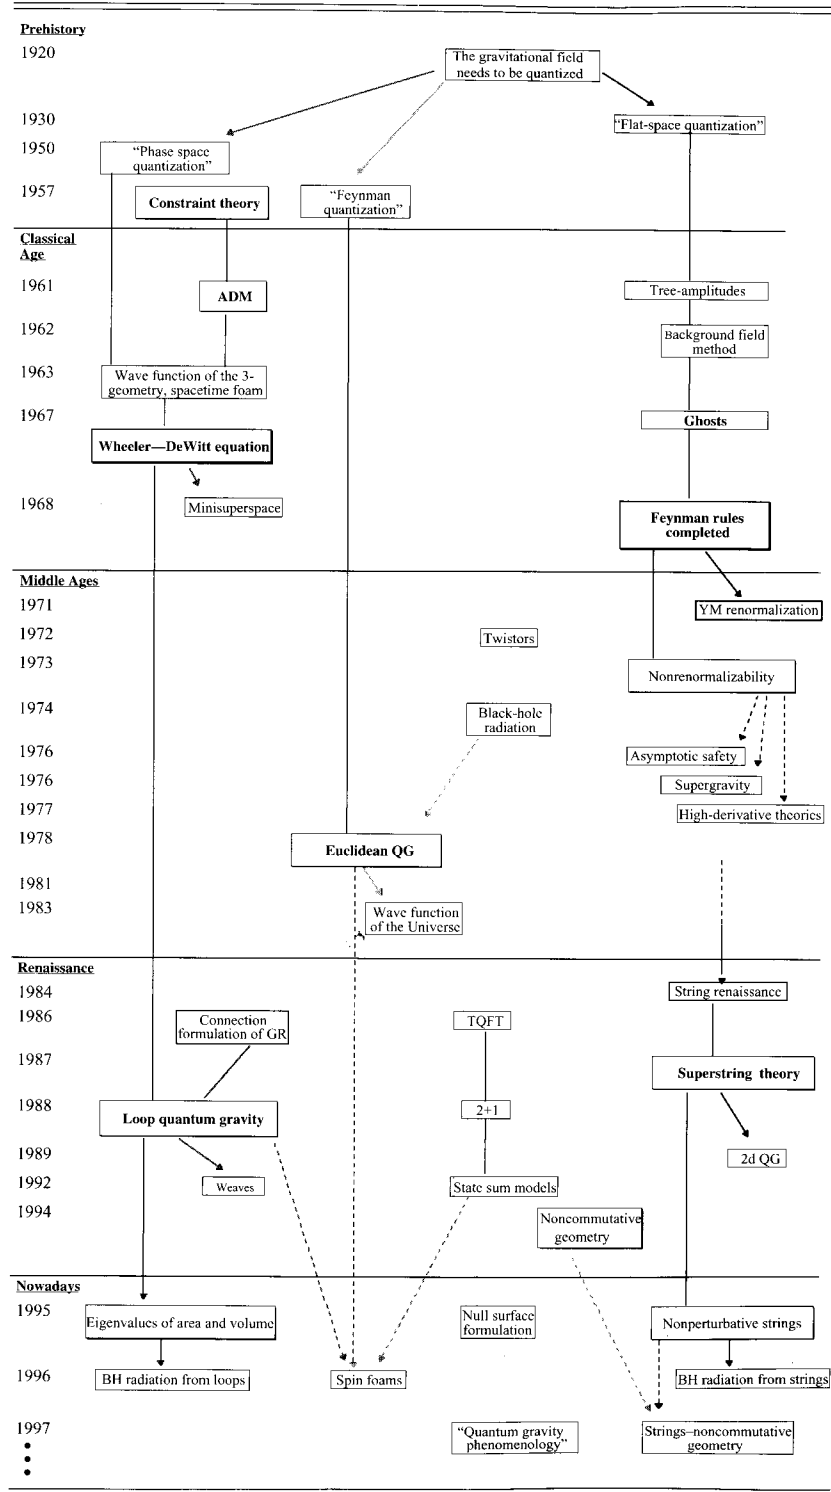 Prehistory
1920
The gravitational field
needs to be quantized
1930
"Flat-space quantization"
1950
"Phase space
quantization"
1957
Constraint theory
"Feynman
quantization"
Classical
Age
1961
ADM
Tree-amplitudes
1962
Background field
method
1963
Wave function of the 3-
geometry, spacetime foam
1967
Ghosts
Wheeler—DeWitt equation
1968
Minisuperspace
Feynman rules
completed
Middle Ages
1971
YM renormalization
1972
Twistors
1973
Nonrenormalizability
1974
Black-hole
radiation
1976
Asymptotic safety
1976
Supergravity
1977
High-derivative theories
1978
Euclidean QG
1981
1983
Wave function
of the Universe
Renaissance
1984
String renaissance
1986
Connection
formulation of GR
TQFT
1987
Superstring theory
1988
Loop quantum gravity
2+1
1989
2d QG
1992
Weaves
State sum models
1994
Noncommutative
geometry
Nowadays
1995
Eigenvalues of area and volume
Null surface
formulation
Nonperturbative strings
1996
BH radiation from loops
Spin foams
BH radiation from strings
1997
"Quantum gravity
phenomenology"
Strings–noncommutative
geometry